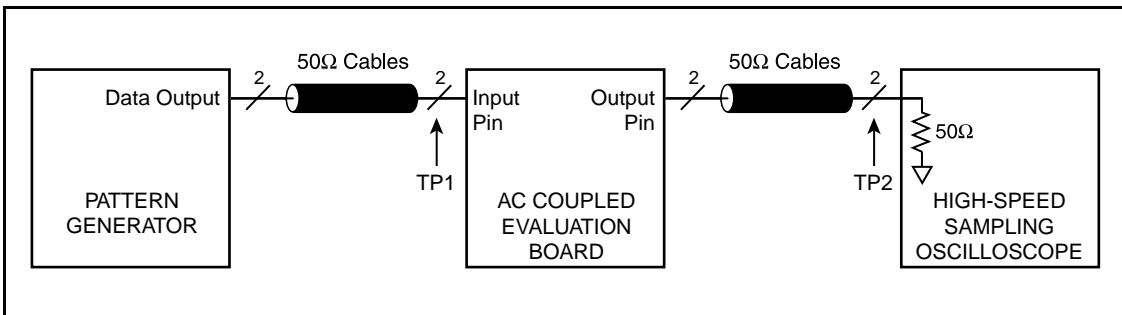 50Ω Cables
50Ω Cables
2
2
2
2
Data Output
Input
Pin
Output
Pin
50Ω
TP1
TP2
PATTERN
GENERATOR
AC COUPLED
EVALUATION
BOARD
HIGH-SPEED
SAMPLING
OSCILLOSCOPE